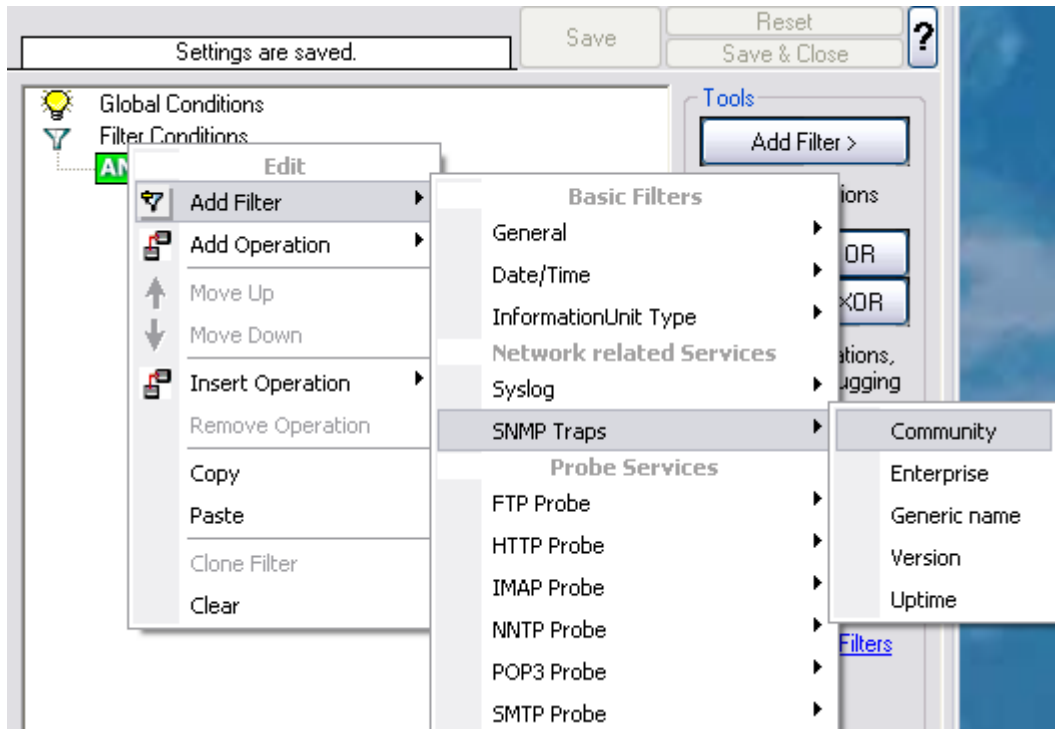 Reset
Save
?
Settings are saved.
Save & Close
Global Conditions
Tools
Filter Conditions
Add Filter >
Edit
Add Filter
Add Operation
Move Up
Move Down
Insert Operation
Remove Operation
Copy
Paste
Clone Filter
Clear
Basic Filters
General
Date/Time
InformationUnit Type
Network related Services
Syslog
SNMP Traps
Probe Services
FTP Probe
HTTP Probe
IMAP Probe
NNTP Probe
POP3 Probe
SMTP Probe
OR
XOR
Community
Enterprise
Generic name
Version
Uptime
Filters